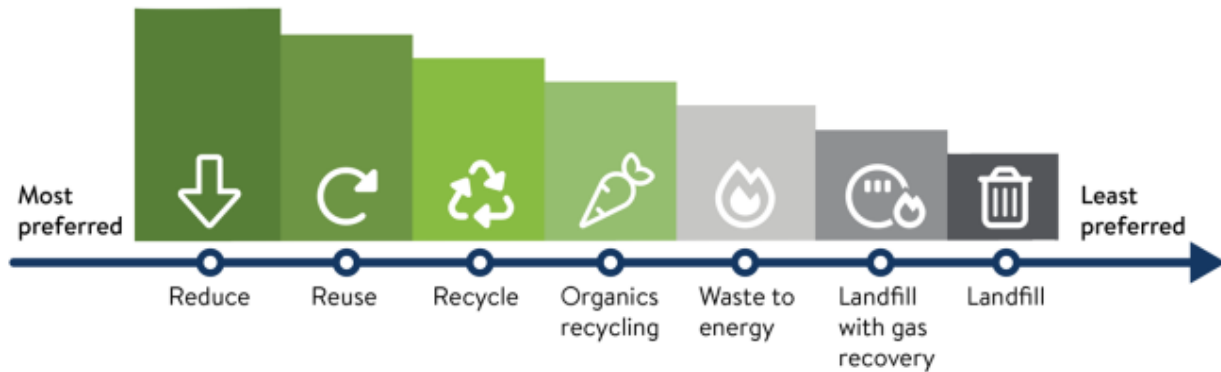 Most
preferred
Least
preferred
Reduce
Reuse
Recycle
Organics
recycling
Waste to
energy
Landfill
with gas
recovery
Landfill